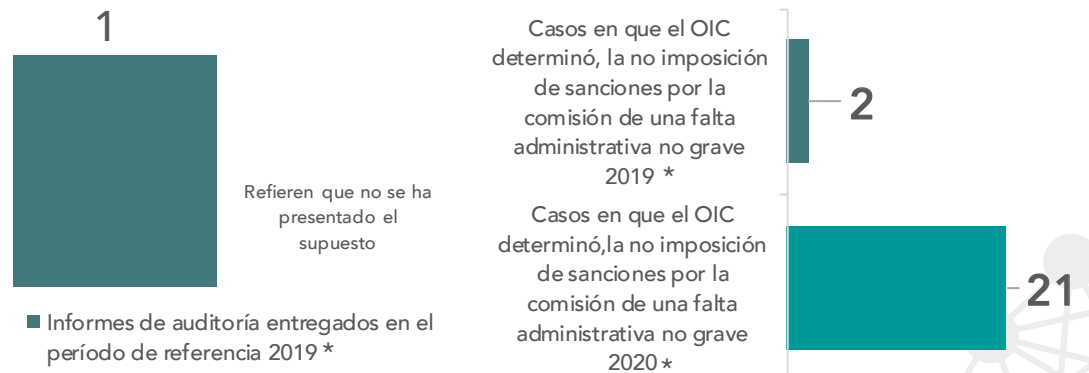 1
Refieren que no se ha
presentado el
supuesto
Informes de auditoría entregados en el
período de referencia 2019 *
Casos en que el OIC
determinó, la no imposición
de sanciones por la
comisión de una falta
administrativa no grave
2019 *
2
Casos en que el OIC
determinó,la no imposición
de sanciones por la
comisión de una falta
administrativa no grave
2020 *
21